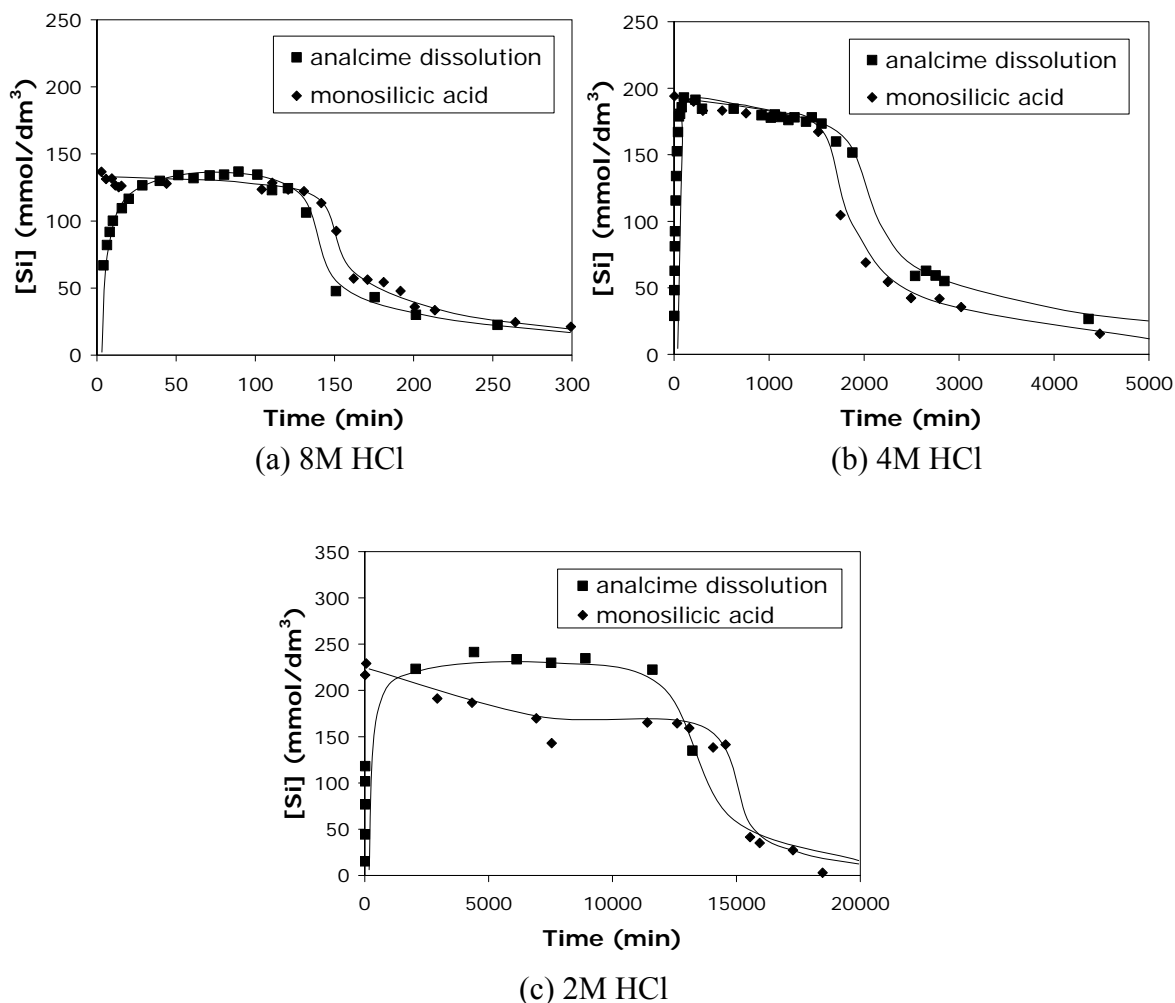 250
200
150
100
50
0
[Si] (mmol/dm³)
analcime dissolution
monosilicic acid
0 50 100 150 200 250 300
Time (min)
(a) 8M HCl
250
200
150
100
50
0
[Si] (mmol/dm³)
analcime dissolution
monosilicic acid
0 1000 2000 3000 4000 5000
Time (min)
(b) 4M HCl
350
300
250
200
150
100
50
0
[Si] (mmol/dm³)
analcime dissolution
monosilicic acid
0 5000 10000 15000 20000
Time (min)
(c) 2M HCl